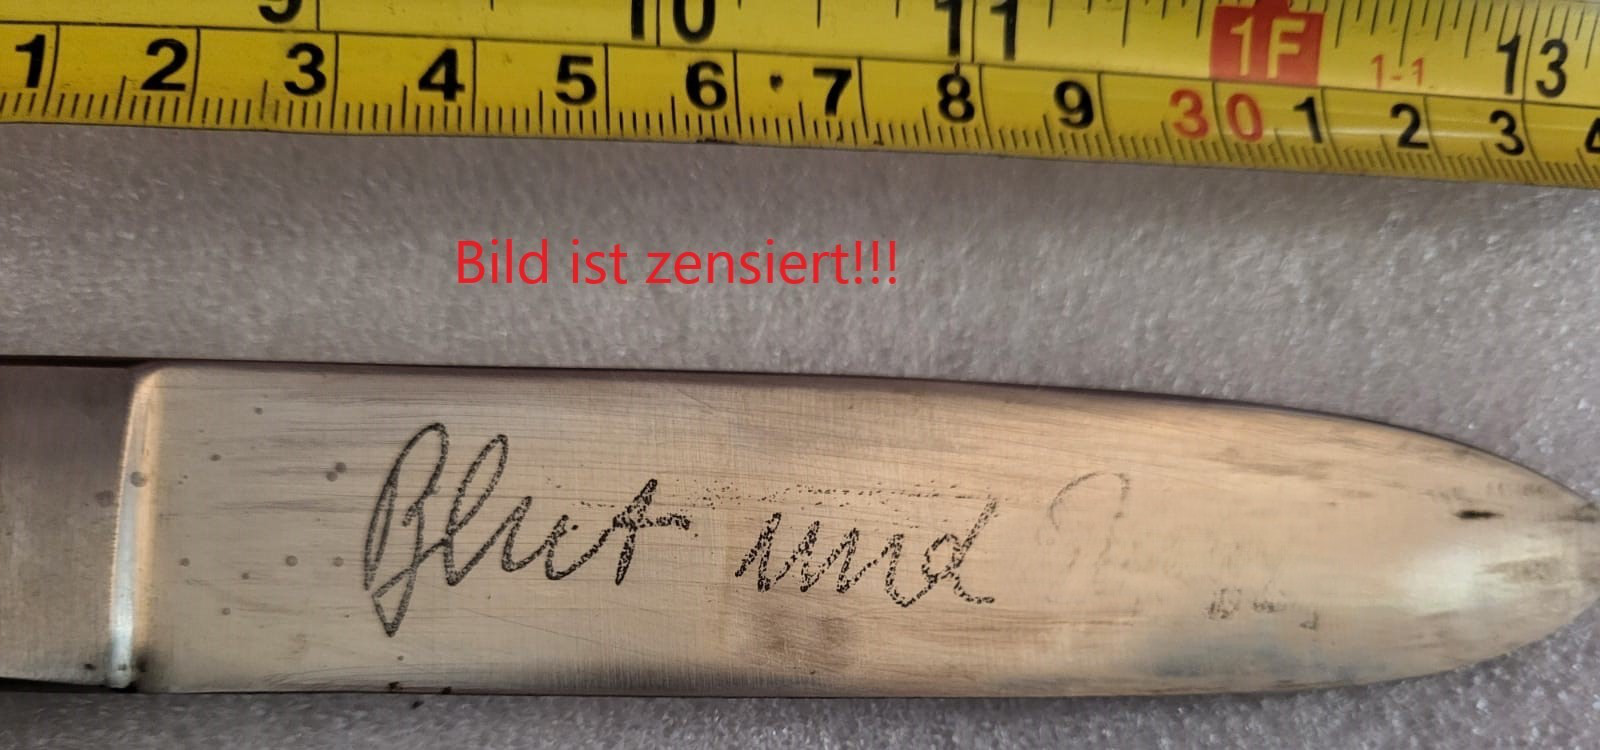 9 10 11 1F 1-1 13
1 2 3 4 5 6 7 8 9 30 1 2 3 4
Bild ist zensiert!!!
Blut und